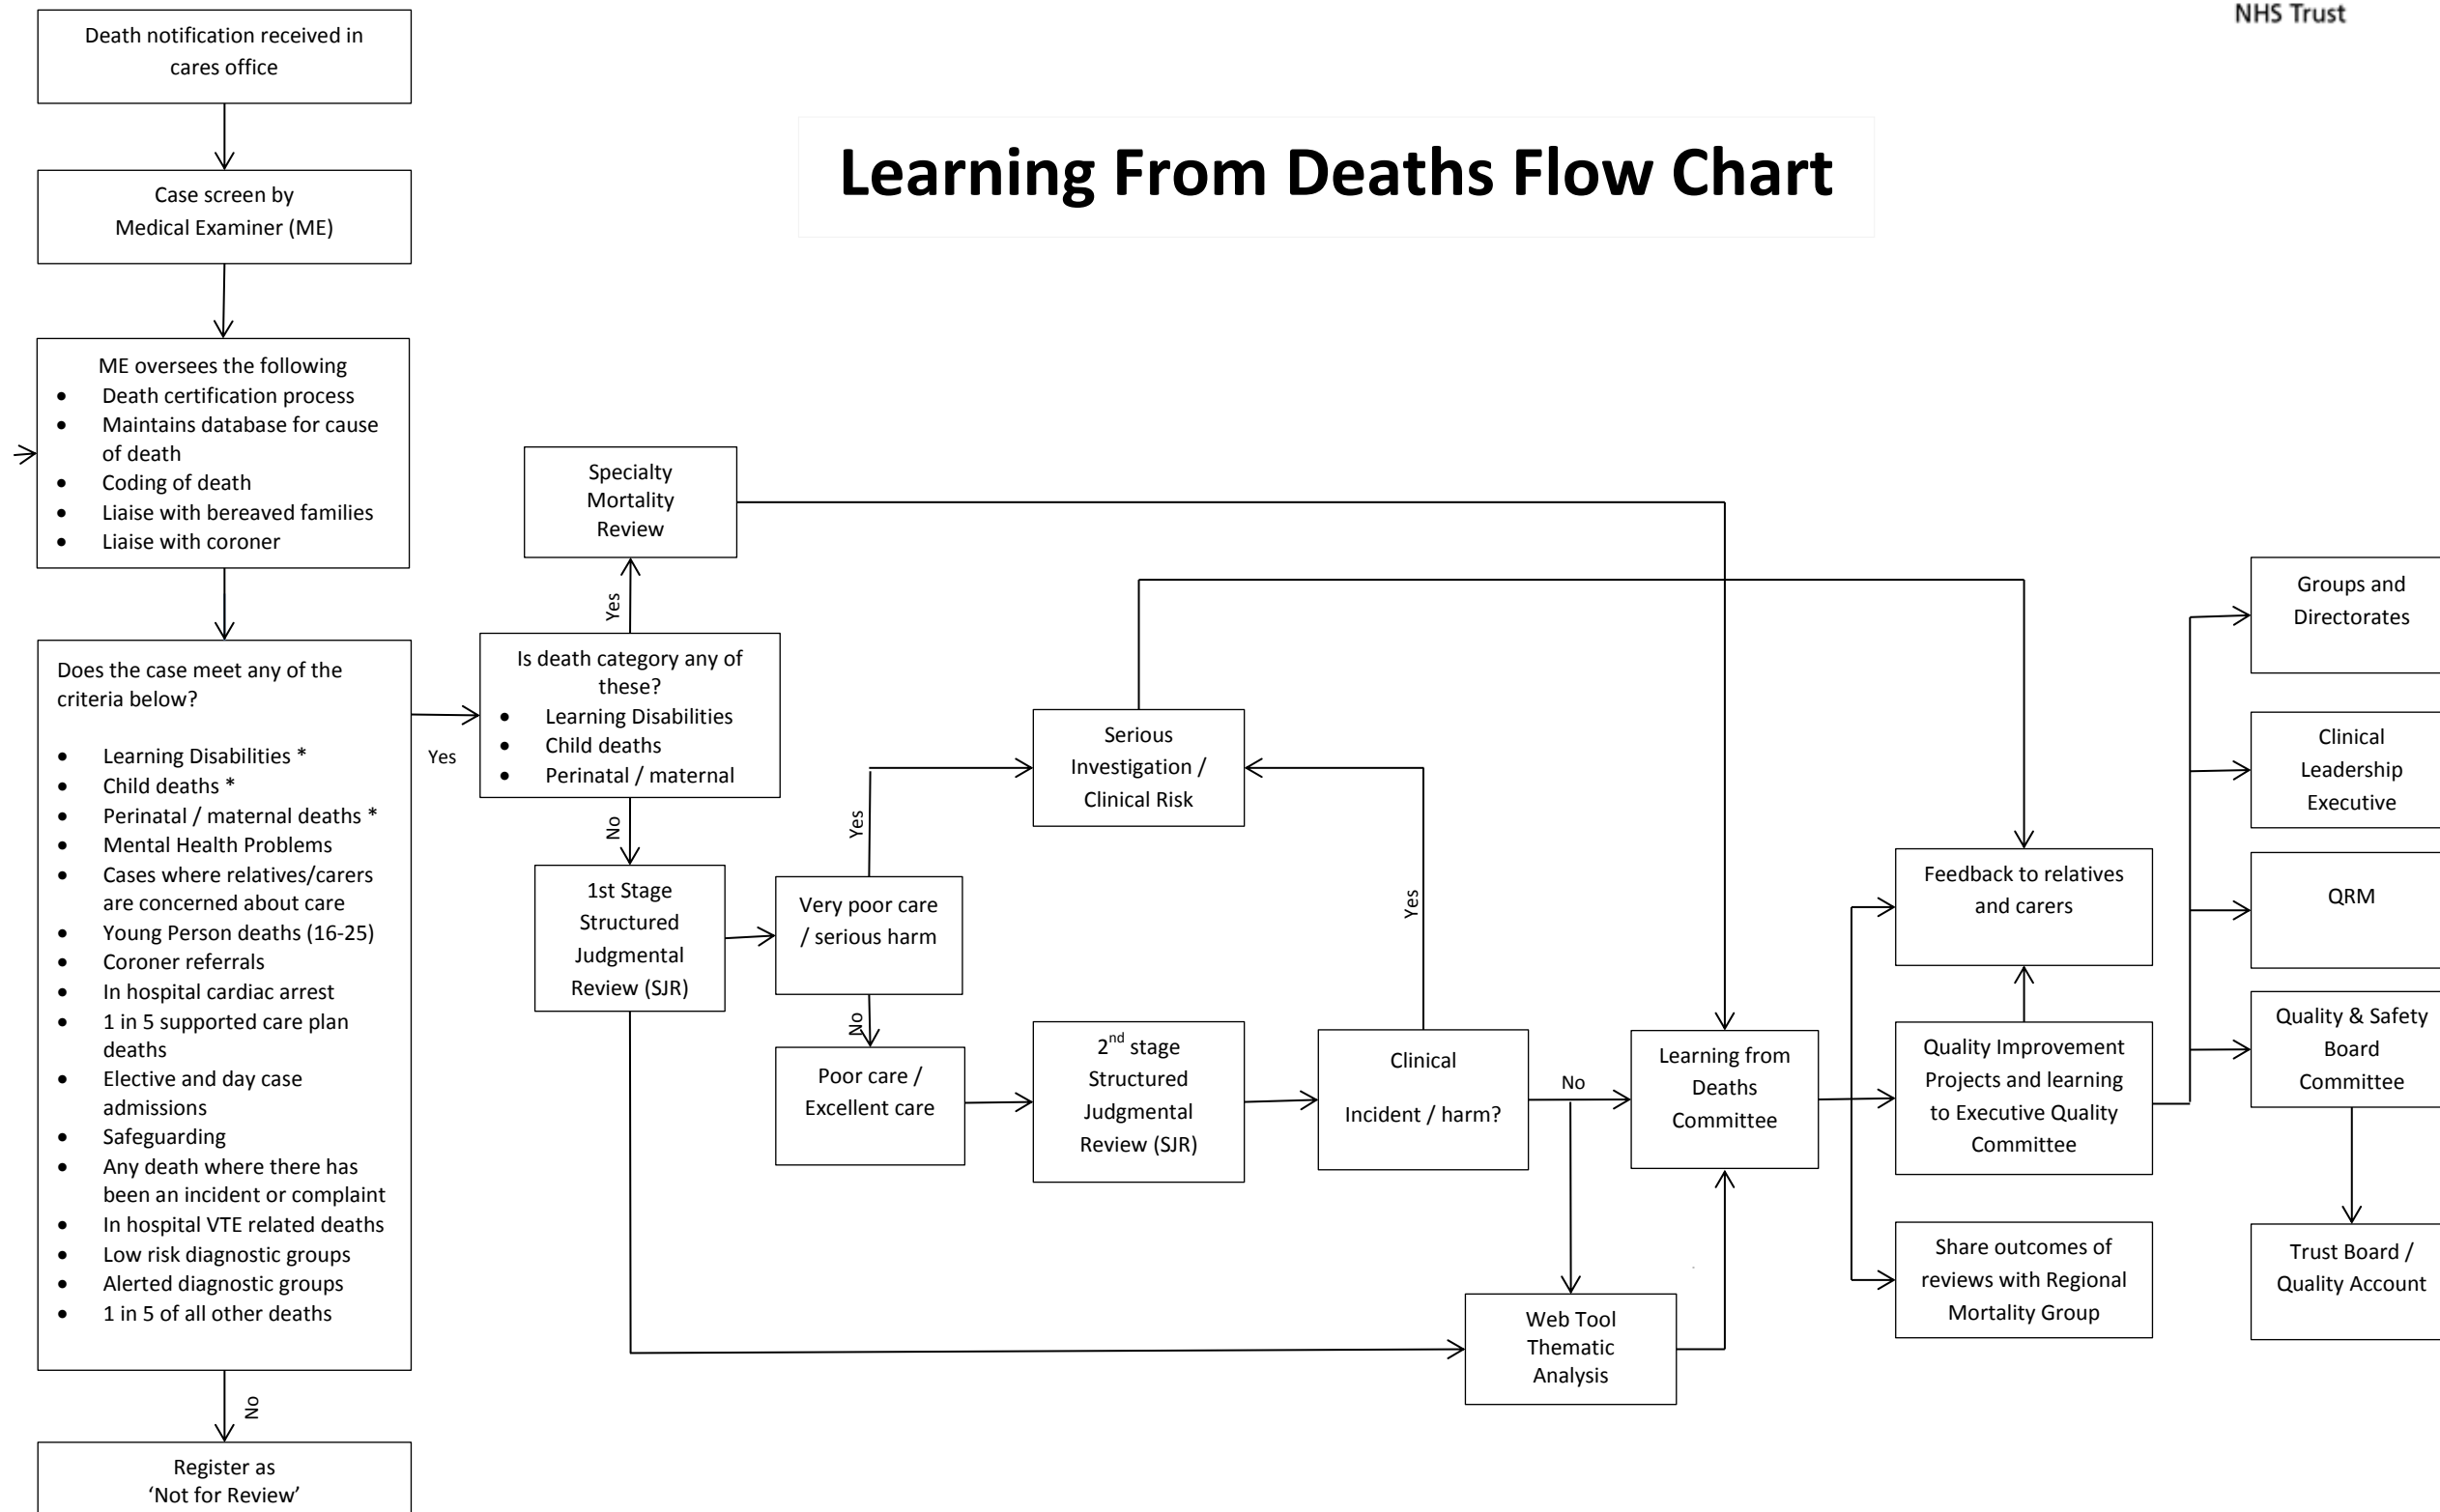 NHS Trust
Learning From Deaths Flow Chart
Death notification received in
cares office
Case screen by
Medical Examiner (ME)
ME oversees the following
• Death certification process
• Maintains database for cause
of death
• Coding of death
• Liaise with bereaved families
• Liaise with coroner
Does the case meet any of the
criteria below?
• Learning Disabilities *
• Child deaths *
• Perinatal / maternal deaths *
• Mental Health Problems
• Cases where relatives/carers
are concerned about care
• Young Person deaths (16-25)
• Coroner referrals
• In hospital cardiac arrest
• 1 in 5 supported care plan
deaths
• Elective and day case
admissions
• Safeguarding
• Any death where there has
been an incident or complaint
• In hospital VTE related deaths
• Low risk diagnostic groups
• Alerted diagnostic groups
• 1 in 5 of all other deaths
No
Register as
‘Not for Review’
Yes
Is death category any of
these?
• Learning Disabilities
• Child deaths
• Perinatal / maternal
Yes
Specialty
Mortality
Review
No
1st Stage
Structured
Judgmental
Review (SJR)
Very poor care
/ serious harm
Yes
Serious
Investigation /
Clinical Risk
No
Poor care /
Excellent care
2nd stage
Structured
Judgmental
Review (SJR)
Clinical
Incident / harm?
Yes
No
Web Tool
Thematic
Analysis
Learning from
Deaths
Committee
Feedback to relatives
and carers
Quality Improvement
Projects and learning
to Executive Quality
Committee
Share outcomes of
reviews with Regional
Mortality Group
Groups and
Directorates
Clinical
Leadership
Executive
QRM
Quality & Safety
Board
Committee
Trust Board /
Quality Account